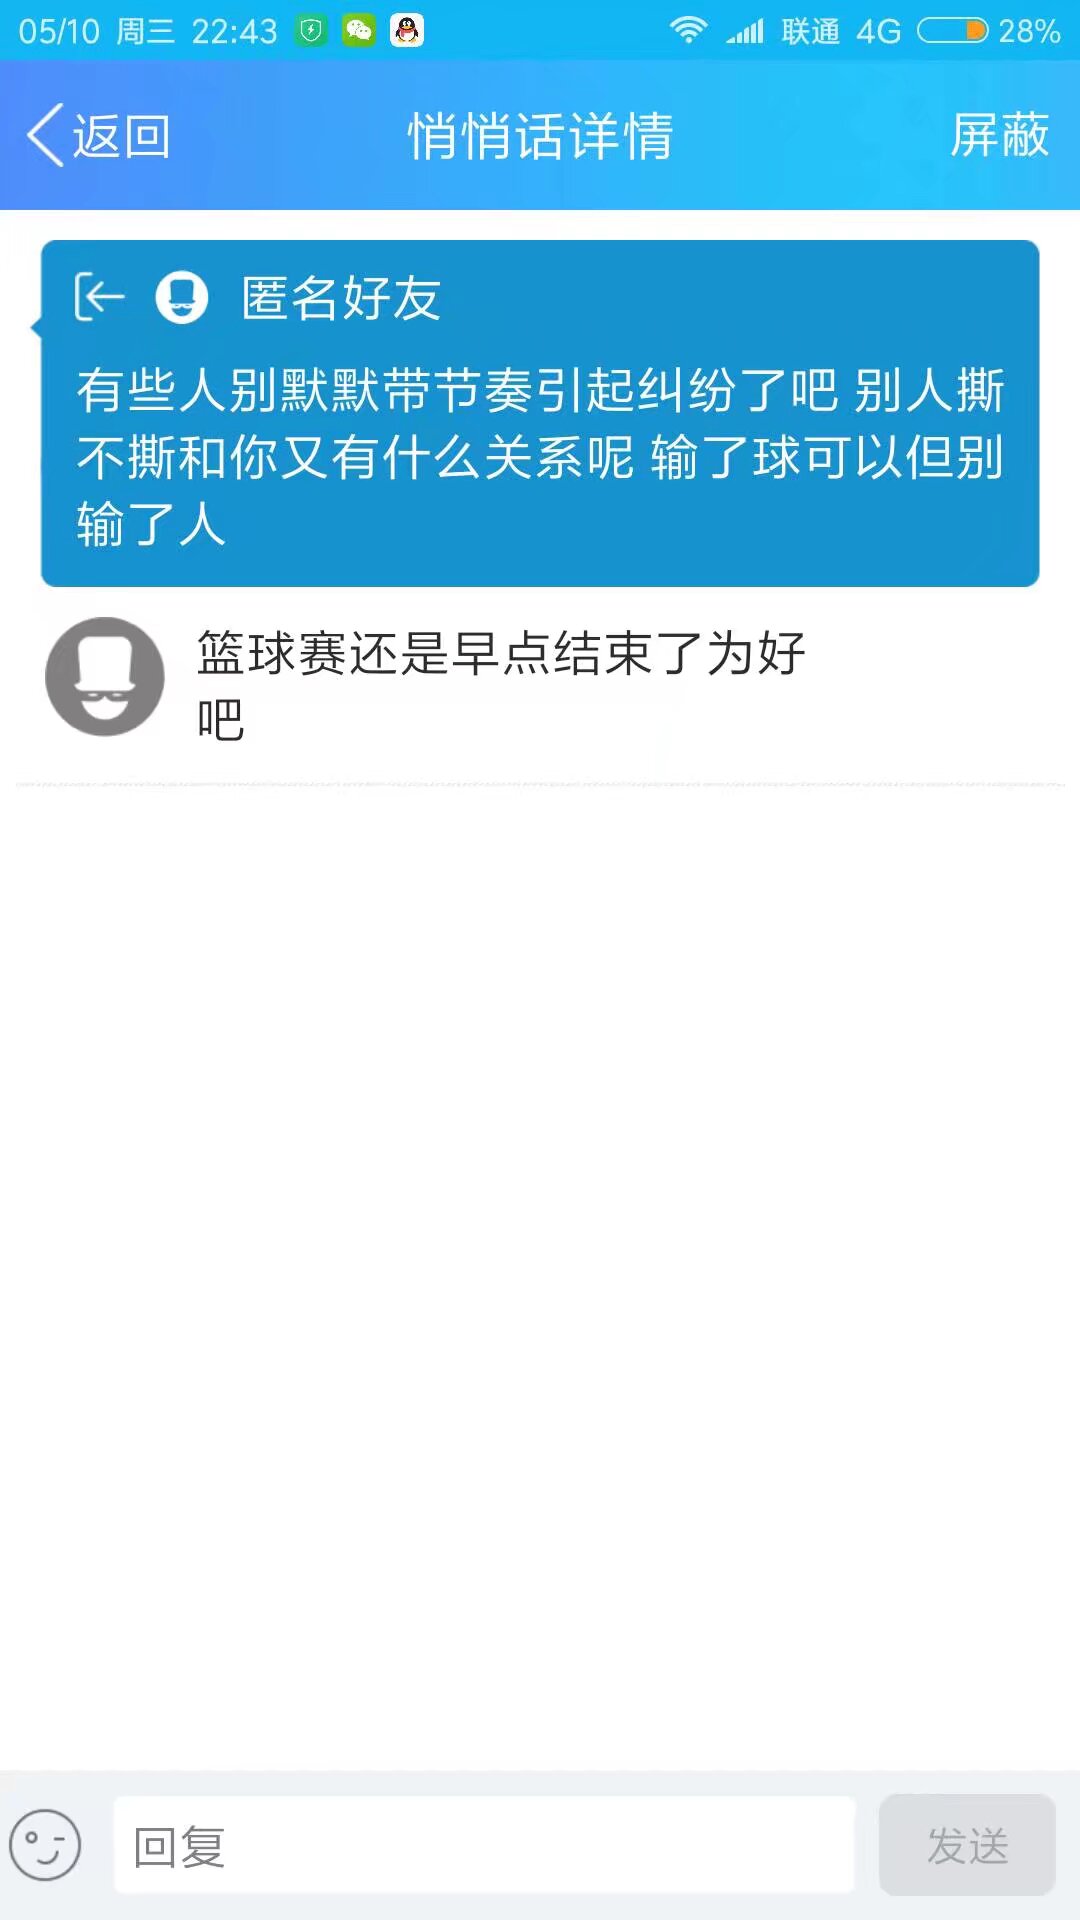 05/10 周三 22:43 联通 4G 28%
返回 悄悄话详情 屏蔽
匿名好友
有些人别默默带节奏引起纠纷了吧 别人撕
不撕和你又有什么关系呢 输了球可以但别
输了人
篮球赛还是早点结束了为好
吧
回复 发送